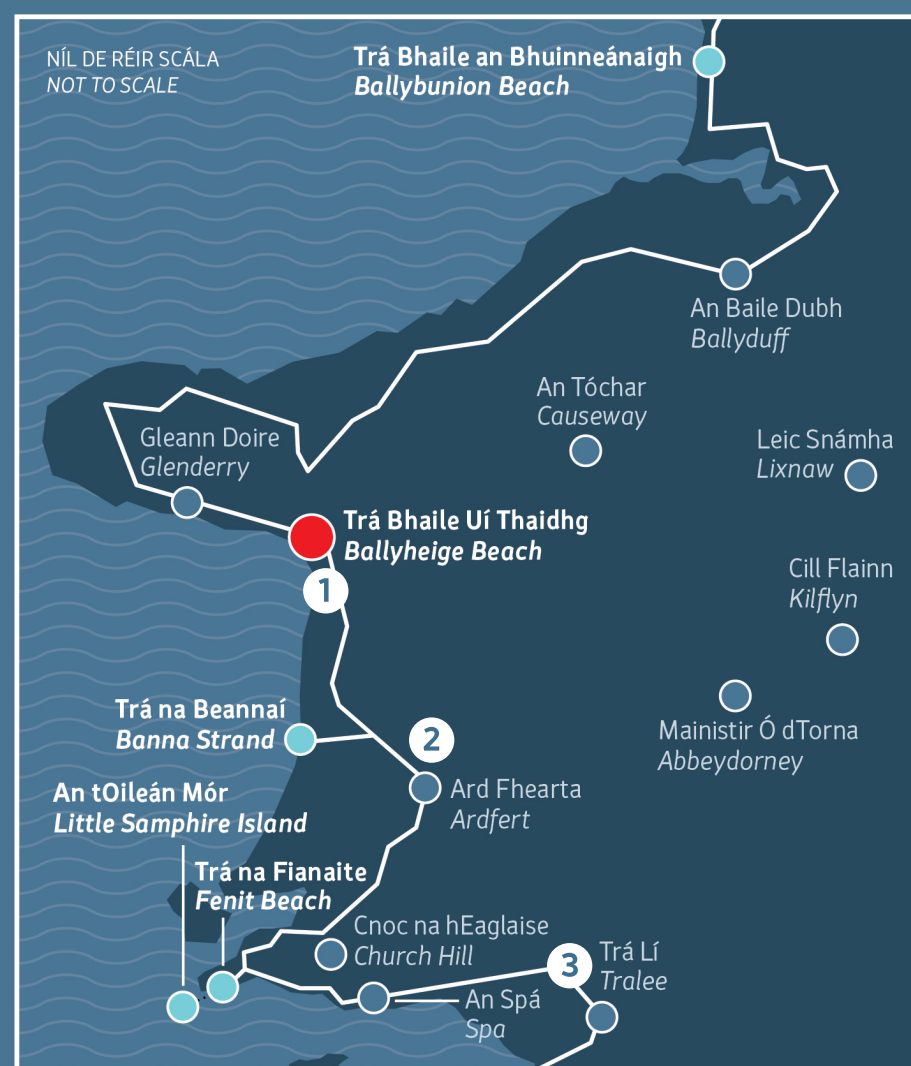 NÍL DE RÉIR SCÁLA
NOT TO SCALE
Trá Bhaile an Bhuinneánaigh
Ballybunion Beach
An Baile Dubh
Ballyduff
An Tóchar
Causeway
Leic Snámha
Lixnaw
Gleann Doire
Glenderry
Trá Bhaile Uí Thaidhg
Ballyheige Beach
1
Cill Flainn
Kilflyn
Trá na Beannaí
Banna Strand
2
Mainistir Ó dTorna
Abbeydorney
An tOileán Mór
Little Samphire Island
Ard Fhearta
Ardfert
Trá na Fianaite
Fenit Beach
Cnoc na hEaglaise
Church Hill
3
Trá Lí
Tralee
An Spá
Spa